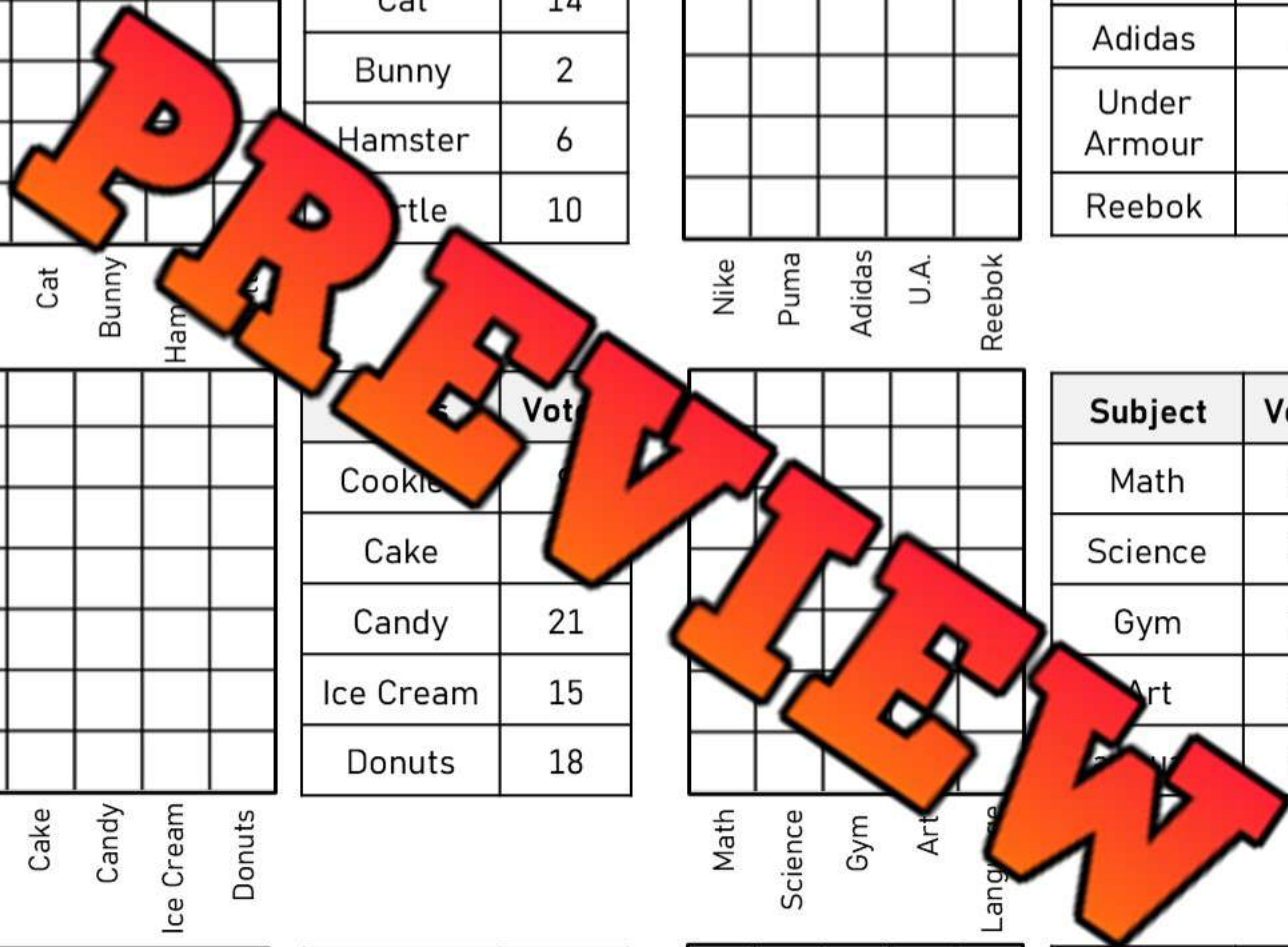 Cat 14
Bunny 2
Hamster 6
rtle 10
Cat
Bunny
Ham
Adidas
Under
Armour
Reebok
Nike
Puma
Adidas
U.A.
Reebok
Vot
Cookie
Cake
Candy 21
Ice Cream 15
Donuts 18
Cake
Candy
Ice Cream
Donuts
Subject
Math
Science
Gym
Art
Math
Science
Gym
Art
PREVIEW